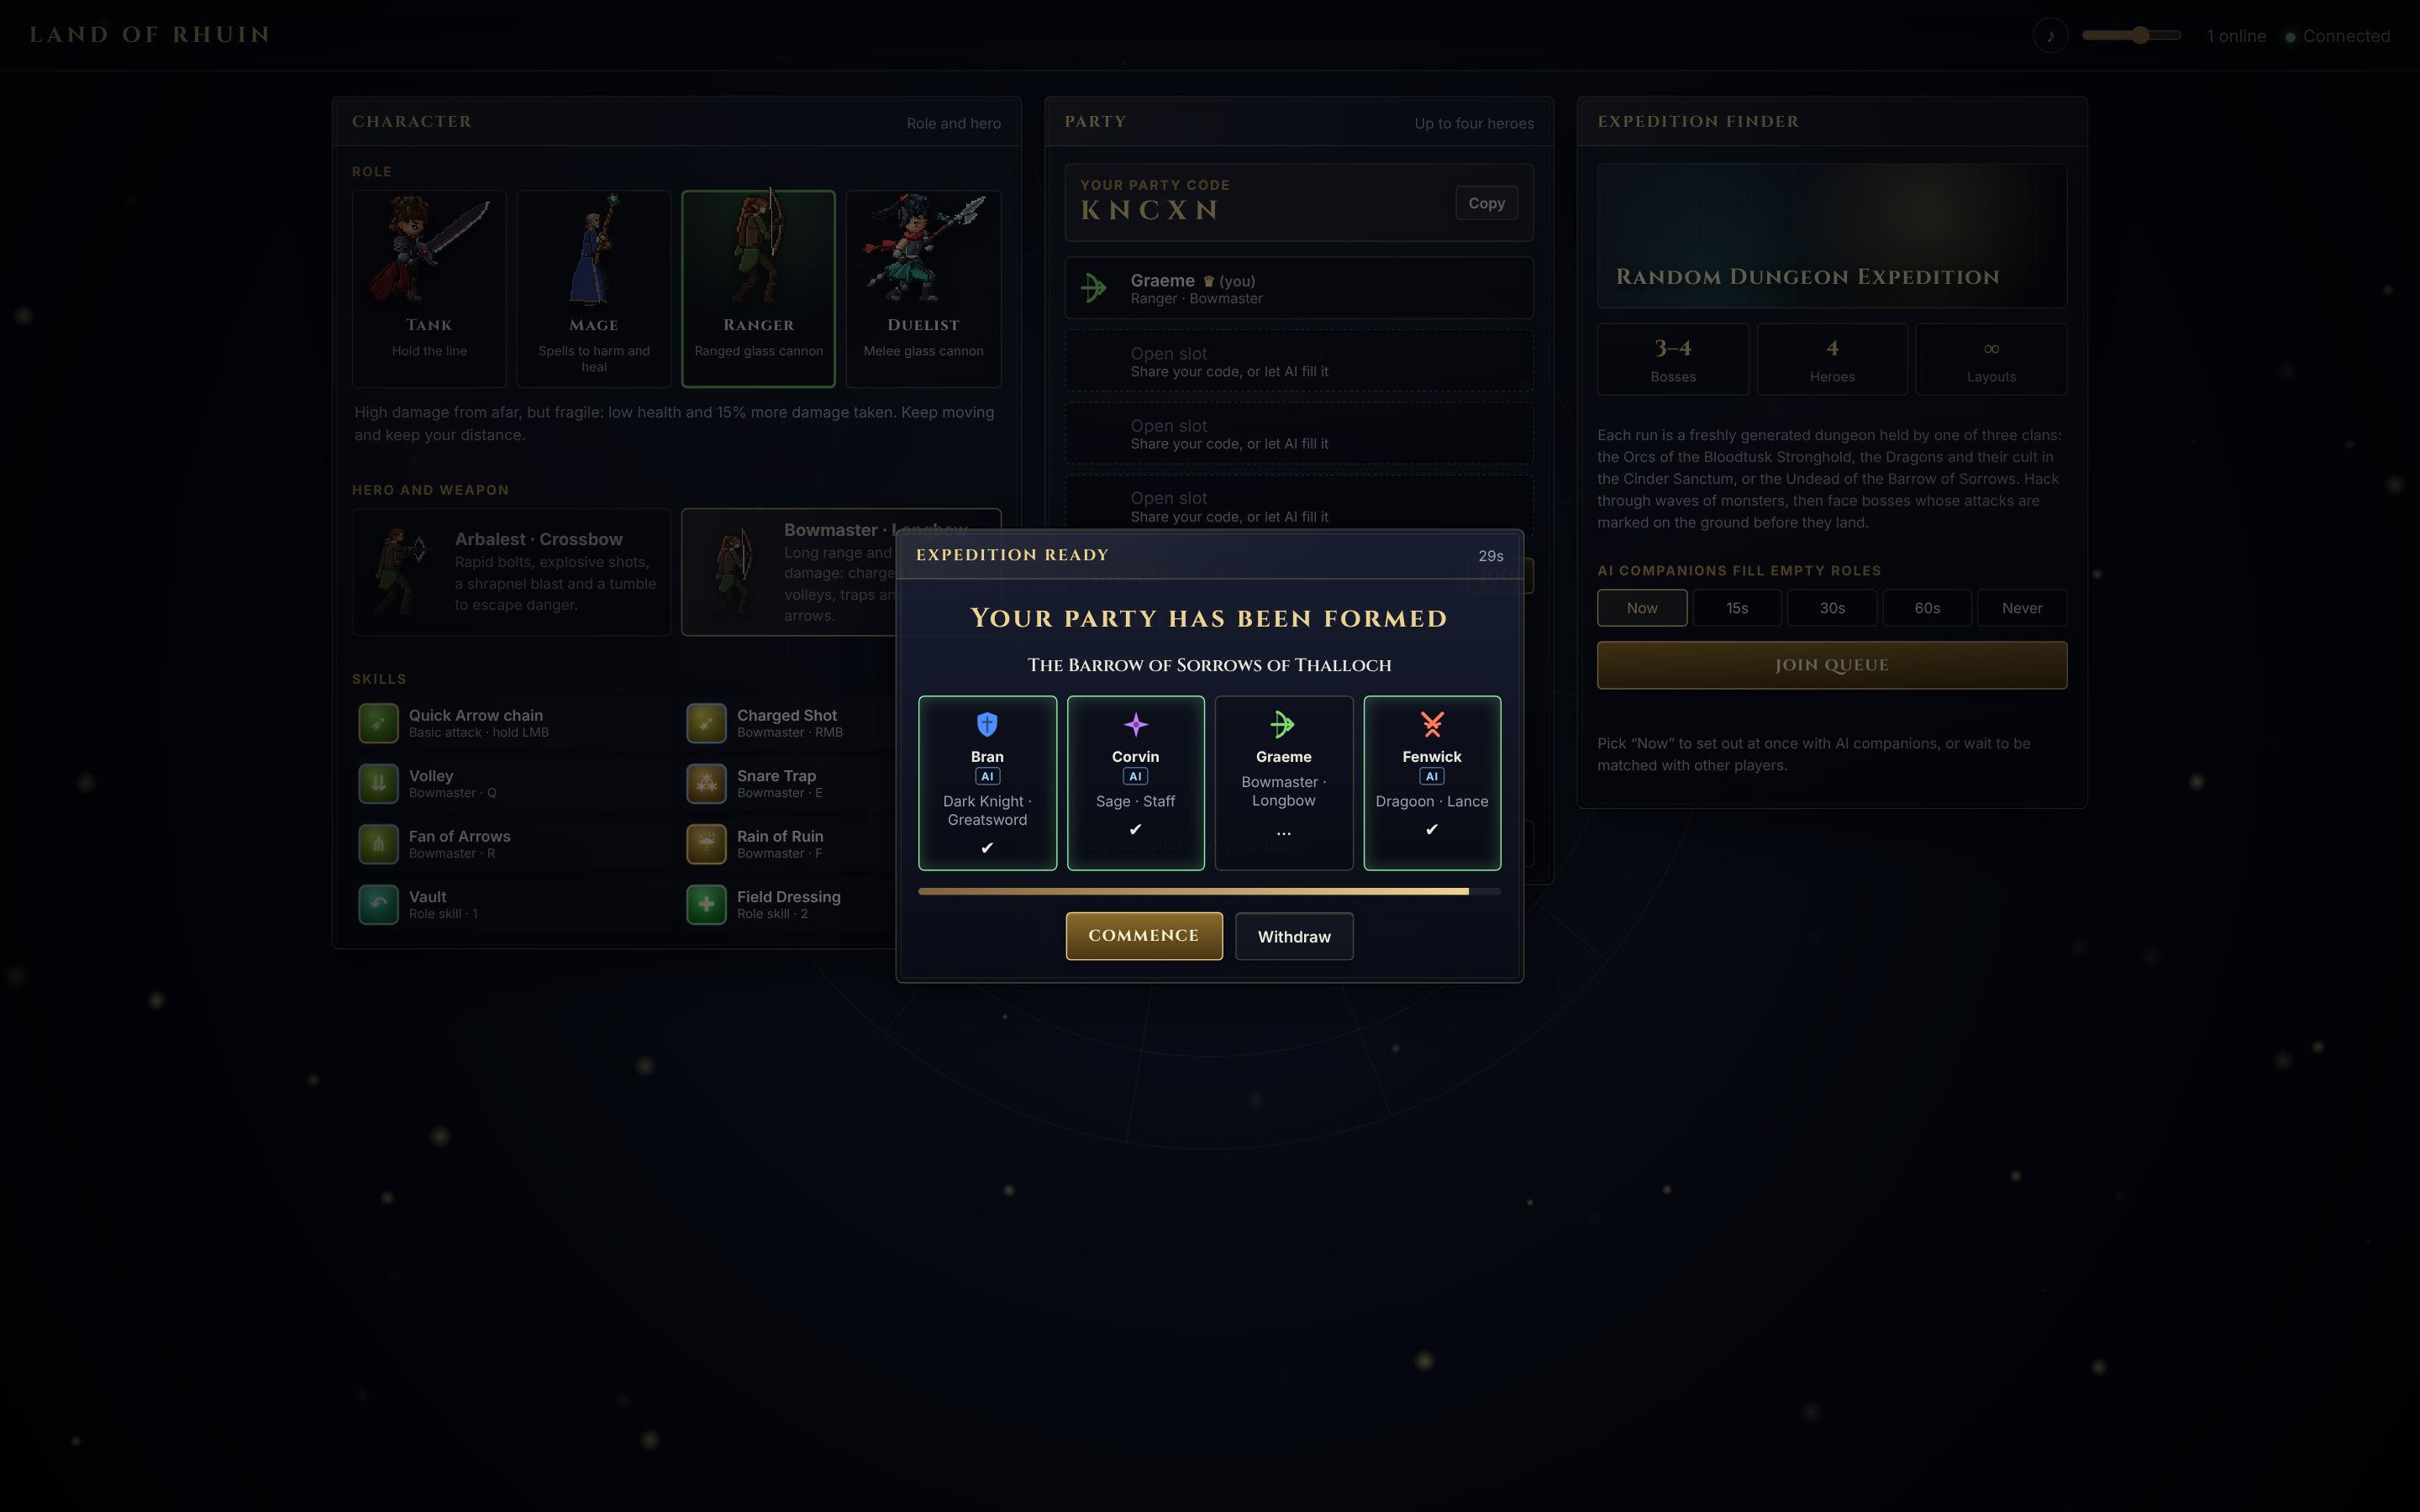 LAND OF RHUIN
♪
1 online
Connected
CHARACTER
Role and hero
ROLE
TANK
Hold the line
MAGE
Spells to harm and
heal
RANGER
Ranged glass cannon
DUELIST
Melee glass cannon
High damage from afar, but fragile: low health and 15% more damage taken. Keep moving
and keep your distance.
HERO AND WEAPON
Arbalest · Crossbow
Rapid bolts, explosive shots,
a shrapnel blast and a tumble
to escape danger.
Bowmaster · Longbow
Long range and
damage: charge
volleys, traps an
arrows.
SKILLS
Quick Arrow chain
Basic attack · hold LMB
Charged Shot
Bowmaster · RMB
Volley
Bowmaster · Q
Snare Trap
Bowmaster · E
Fan of Arrows
Bowmaster · R
Rain of Ruin
Bowmaster · F
Vault
Role skill · 1
Field Dressing
Role skill · 2
PARTY
Up to four heroes
YOUR PARTY CODE
KNCXN
Copy
Graeme ♛ (you)
Ranger · Bowmaster
Open slot
Share your code, or let AI fill it
Open slot
Share your code, or let AI fill it
Open slot
Share your code, or let AI fill it
EXPEDITION READY
29s
YOUR PARTY HAS BEEN FORMED
THE BARROW OF SORROWS OF THALLOCH
Bran
AI
Dark Knight ·
Greatsword
✔
Corvin
AI
Sage · Staff
✔
Graeme
Bowmaster ·
Longbow
...
Fenwick
AI
Dragoon · Lance
✔
COMMENCE
Withdraw
EXPEDITION FINDER
RANDOM DUNGEON EXPEDITION
3–4
Bosses
4
Heroes
∞
Layouts
Each run is a freshly generated dungeon held by one of three clans:
the Orcs of the Bloodtusk Stronghold, the Dragons and their cult in
the Cinder Sanctum, or the Undead of the Barrow of Sorrows. Hack
through waves of monsters, then face bosses whose attacks are
marked on the ground before they land.
AI COMPANIONS FILL EMPTY ROLES
Now
15s
30s
60s
Never
JOIN QUEUE
Pick “Now” to set out at once with AI companions, or wait to be
matched with other players.